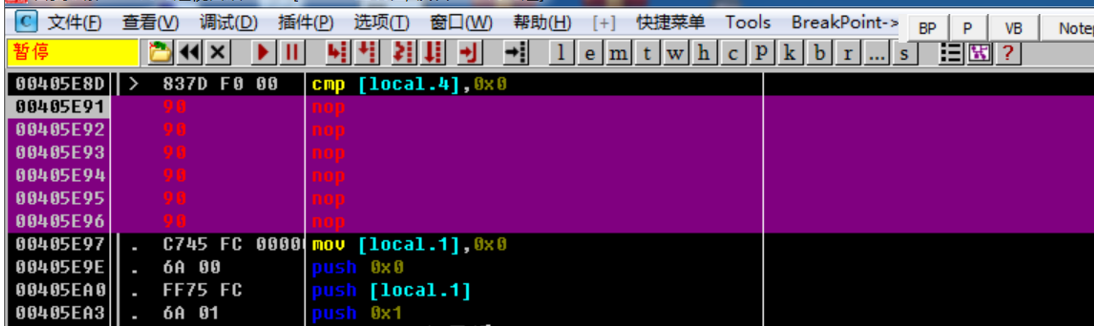 C 文件(F) 查看(V) 调试(D) 插件(P) 选项(T) 窗口(W) 帮助(H) [+] 快捷菜单 Tools BreakPoint-> BP P VB Note
暂停 l e m t w h c P k b r ... s ?
00405E8D > 837D F0 00 cmp [local.4],0x0
00405E91 90 nop
00405E92 90 nop
00405E93 90 nop
00405E94 90 nop
00405E95 90 nop
00405E96 90 nop
00405E97 . C745 FC 0000 mov [local.1],0x0
00405E9E . 6A 00 push 0x0
00405EA0 . FF75 FC push [local.1]
00405EA3 . 6A 01 push 0x1